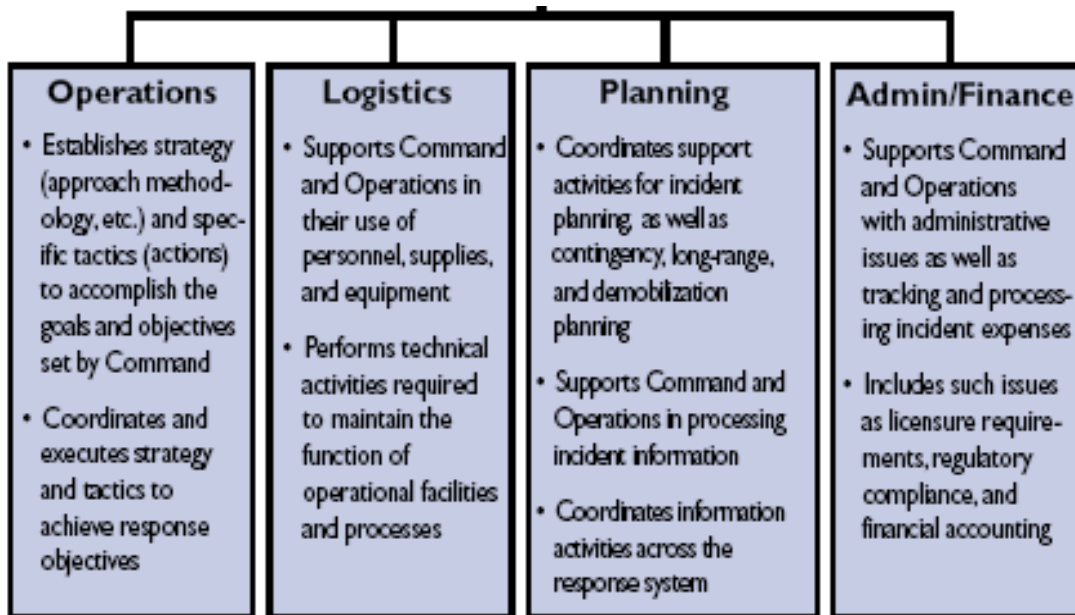 Operations
• Establishes strategy
(approach method-
ology, etc.) and spec-
ific tactics (actions)
to accomplish the
goals and objectives
set by Command
• Coordinates and
executes strategy
and tactics to
achieve response
objectives
Logistics
• Supports Command
and Operations in
their use of
personnel, supplies,
and equipment
• Performs technical
activities required
to maintain the
function of
operational facilities
and processes
Planning
• Coordinates support
activities for incident
planning, as well as
contingency, long-range,
and demobilization
planning
• Supports Command and
Operations in processing
incident information
• Coordinates information
activities across the
response system
Admin/Finance
• Supports Command
and Operations
with administrative
issues as well as
tracking and process-
ing incident expenses
• Includes such issues
as licensure require-
ments, regulatory
compliance, and
financial accounting